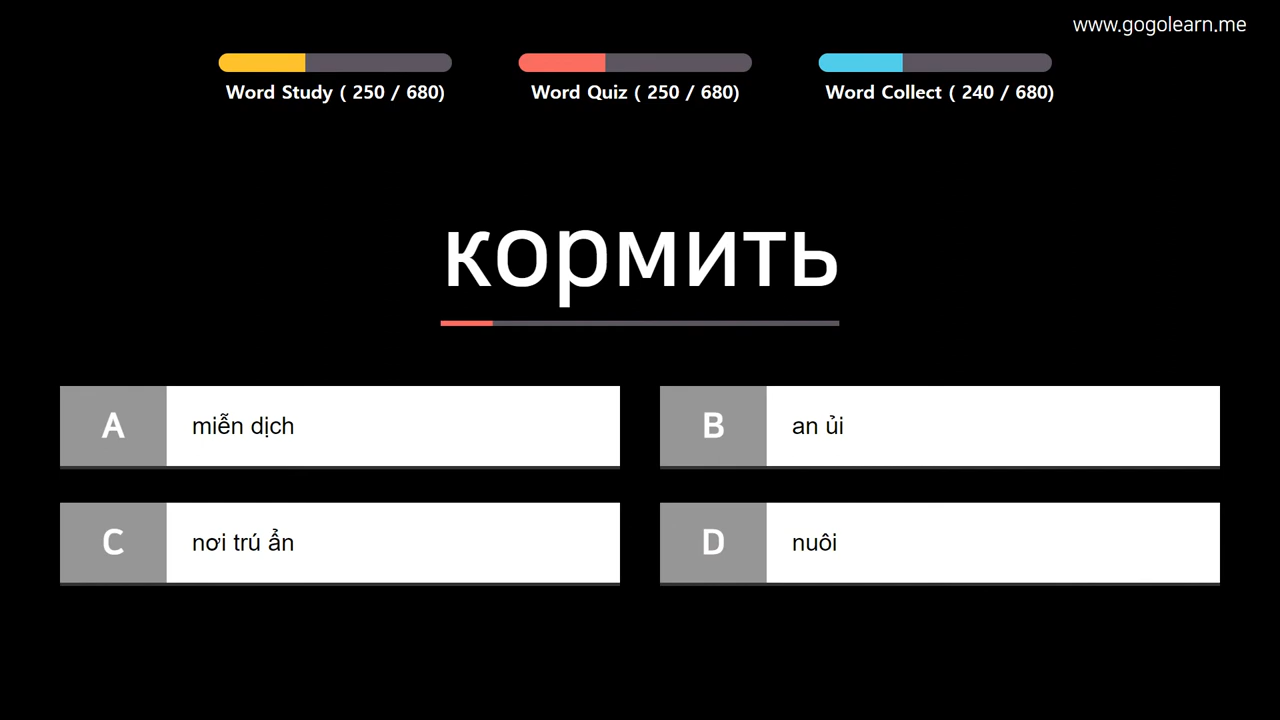 www.gogolearn.me
Word Study ( 250 / 680)
Word Quiz ( 250 / 680)
Word Collect ( 240 / 680)
кормить
A miễn dịch
B an ủi
C nơi trú ẩn
D nuôi